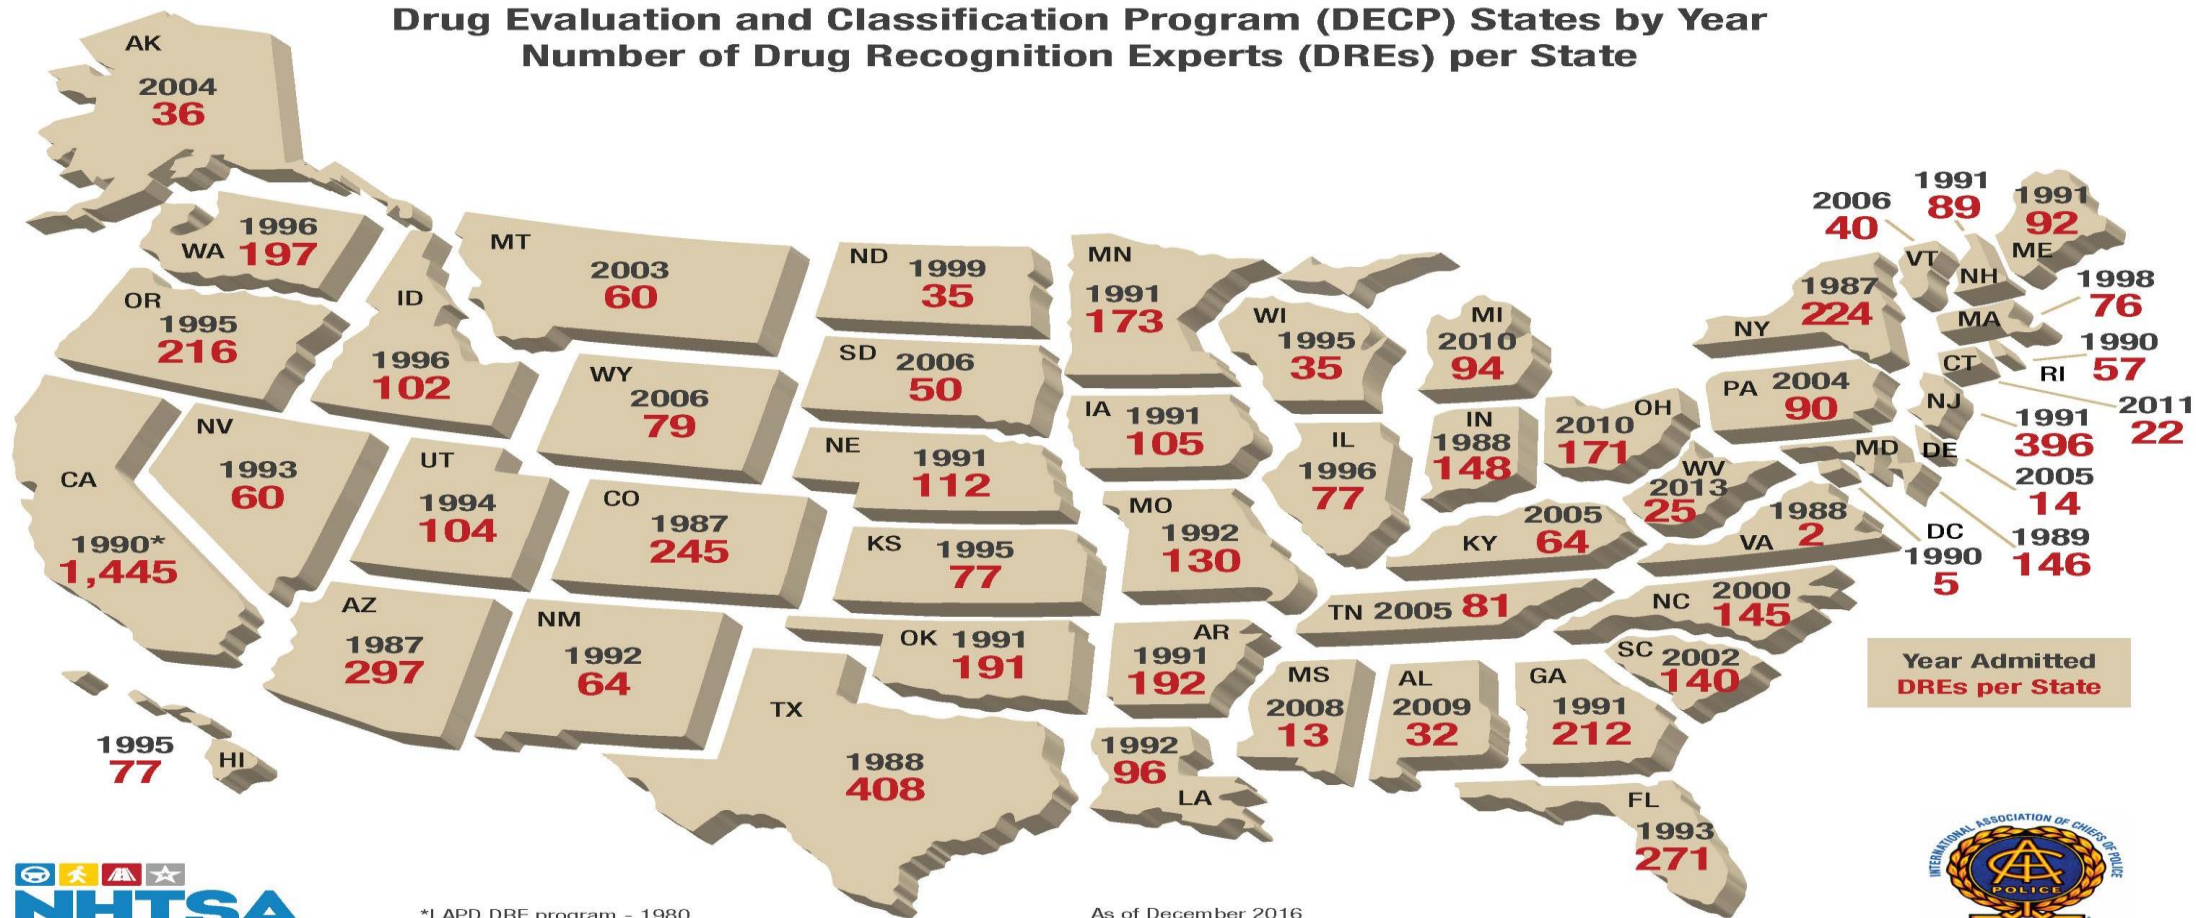 Drug Evaluation and Classification Program (DECP) States by Year
Number of Drug Recognition Experts (DREs) per State
AK
2004
36
WA
1996
197
OR
1995
216
ID
1996
102
MT
2003
60
WY
2006
79
CA
1990*
1,445
NV
1993
60
UT
1994
104
CO
1987
245
AZ
1987
297
NM
1992
64
1995
77
HI
ND
1999
35
SD
2006
50
NE
1991
112
KS
1995
77
OK 1991
191
TX
1988
408
MN
1991
173
IA 1991
105
MO
1992
130
AR
1991
192
1992
96
LA
WI
1995
35
IL
1996
77
MI
2010
94
IN
1988
148
OH
2010
171
KY
2005
64
TN 2005 81
MS
2008
13
AL
2009
32
GA
1991
212
FL
1993
271
SC 2002
140
NC
2000
145
VA
1988
2
WV
2013
25
PA 2004
90
NY
1987
224
2006
40
VT
1991
89
NH
1991
92
ME
1998
76
MA
1990
57
RI
CT
2011
22
NJ
1991
396
DE
2005
14
MD
1989
146
DC
1990
5
Year Admitted
DREs per State
NHTSA
*LAPD DRE program - 1980
As of December 2016
INTERNATIONAL ASSOCIATION OF CHIEFS OF POLICE
POLICE